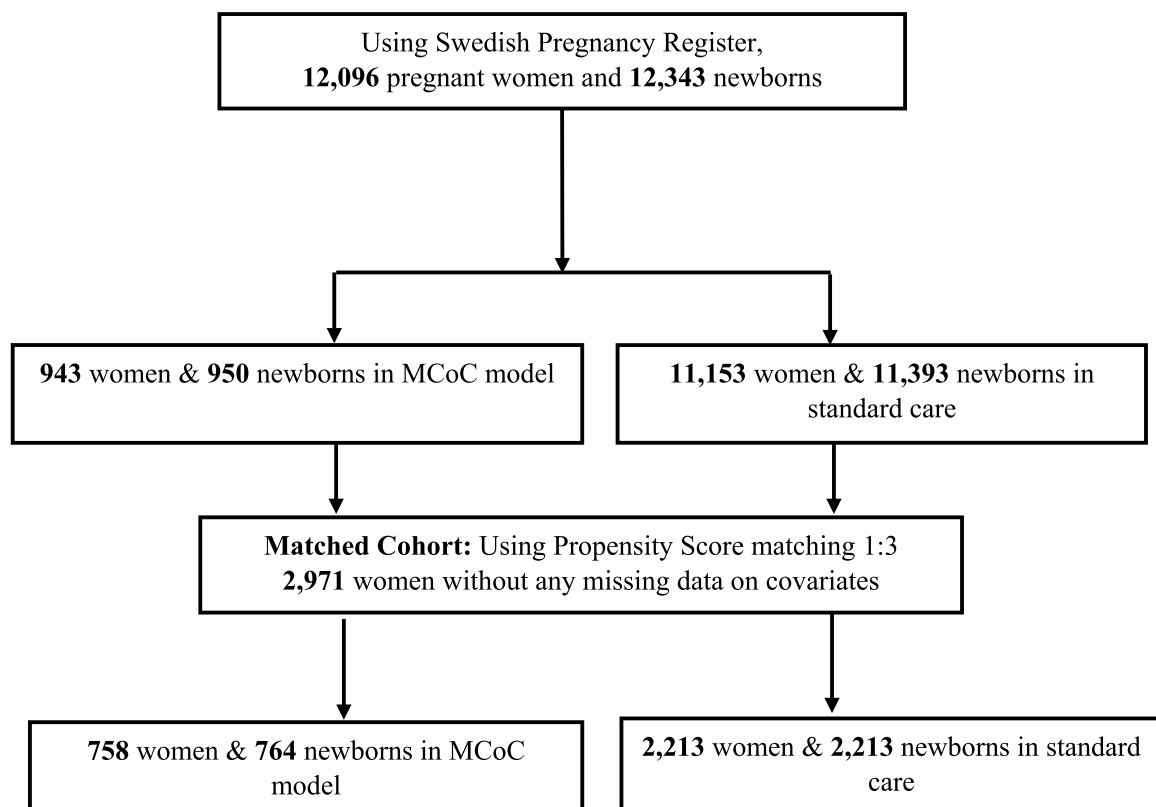 Using Swedish Pregnancy Register,
12,096 pregnant women and 12,343 newborns
943 women & 950 newborns in MCoC model
11,153 women & 11,393 newborns in
standard care
Matched Cohort: Using Propensity Score matching 1:3
2,971 women without any missing data on covariates
758 women & 764 newborns in MCoC
model
2,213 women & 2,213 newborns in standard
care